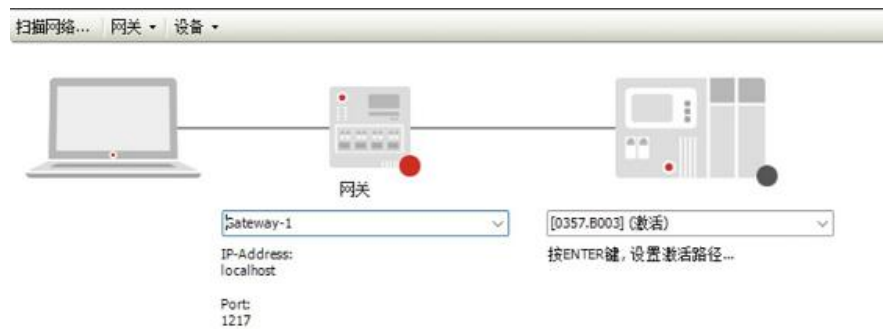 扫描网络... 网关 设备
网关
Gateway-1 [0357.B003] (激活)
IP-Address: 按ENTER键, 设置激活路径...
localhost
Port:
1217